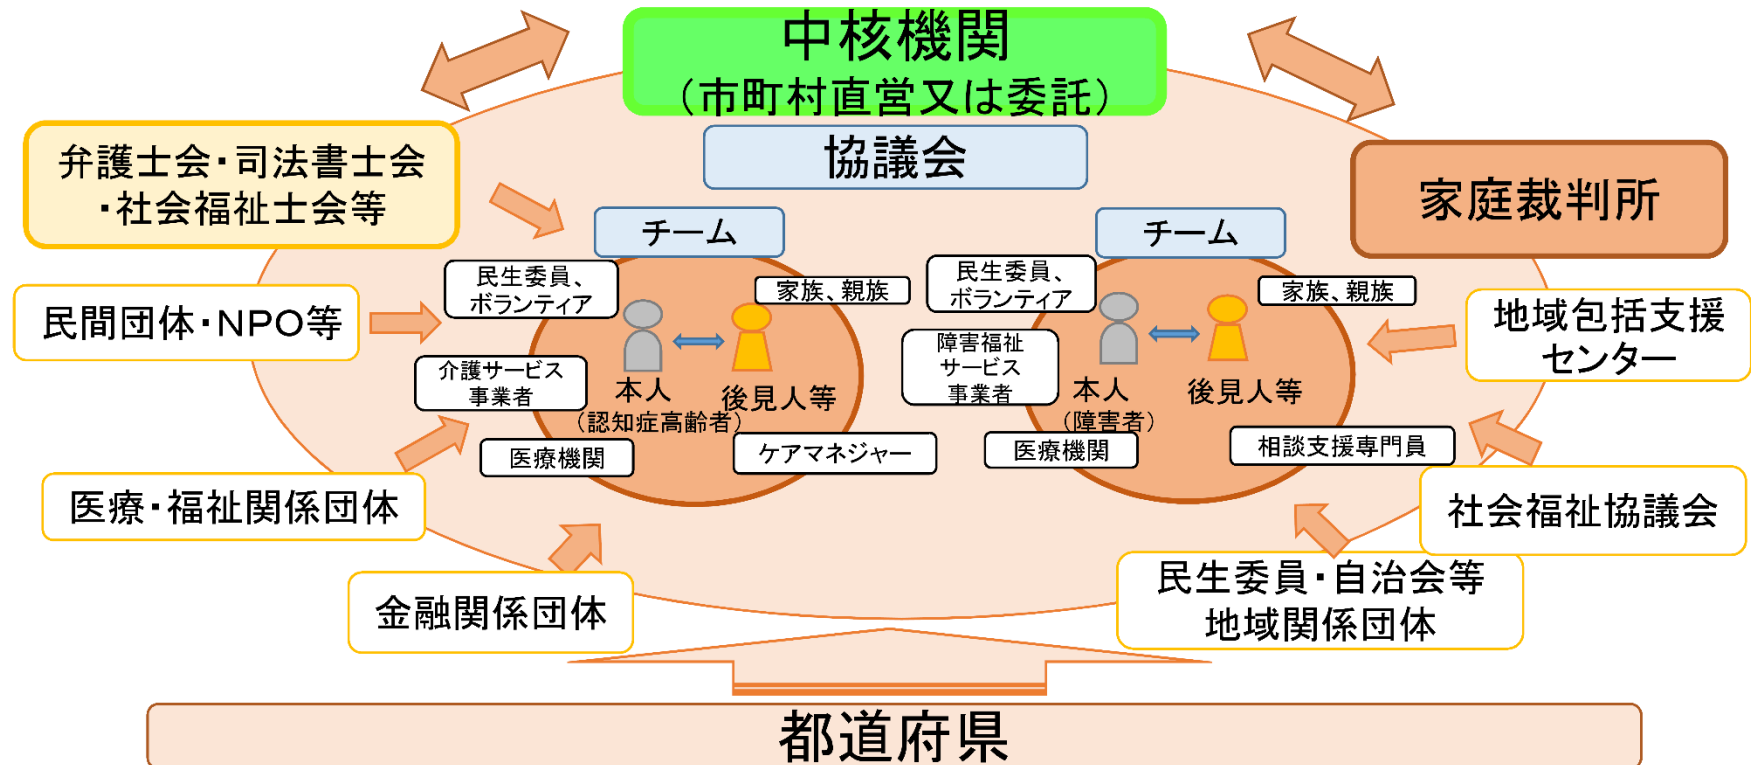 中核機関
（市町村直営又は委託）
協議会
弁護士会・司法書士会
・社会福祉士会等
家庭裁判所
チーム
民生委員、
ボランティア
家族、親族
介護サービス
事業者
本人
（認知症高齢者）
後見人等
医療機関
ケアマネジャー
チーム
民生委員、
ボランティア
家族、親族
障害福祉
サービス
事業者
本人
（障害者）
後見人等
医療機関
相談支援専門員
民間団体・NPO等
地域包括支援
センター
医療・福祉関係団体
社会福祉協議会
金融関係団体
民生委員・自治会等
地域関係団体
都道府県